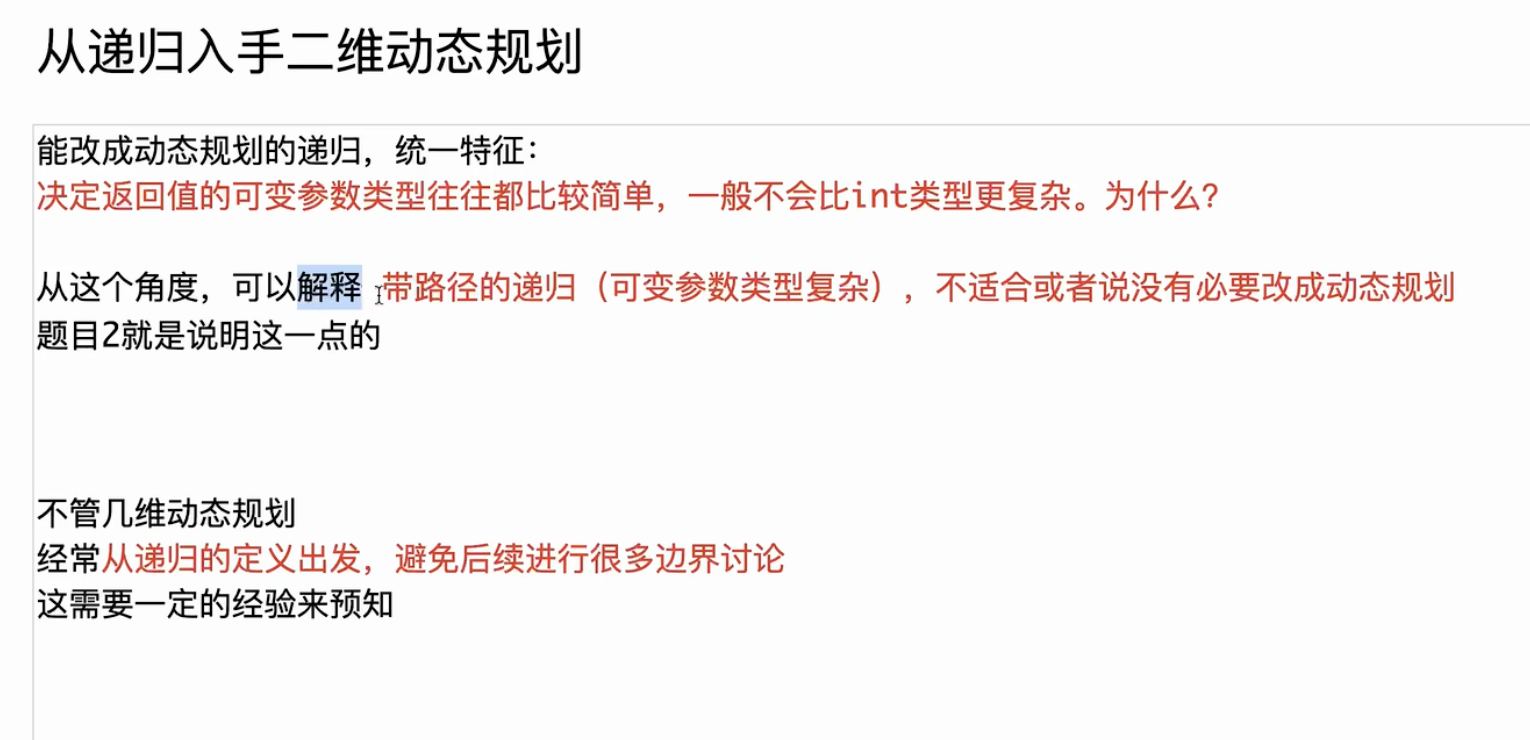 从递归入手二维动态规划
能改成动态规划的递归，统一特征：
决定返回值的可变参数类型往往都比较简单，一般不会比int类型更复杂。为什么？
从这个角度，可以解释 带路径的递归（可变参数类型复杂），不适合或者说没有必要改成动态规划
题目2就是说明这一点的
不管几维动态规划
经常从递归的定义出发，避免后续进行很多边界讨论
这需要一定的经验来预知